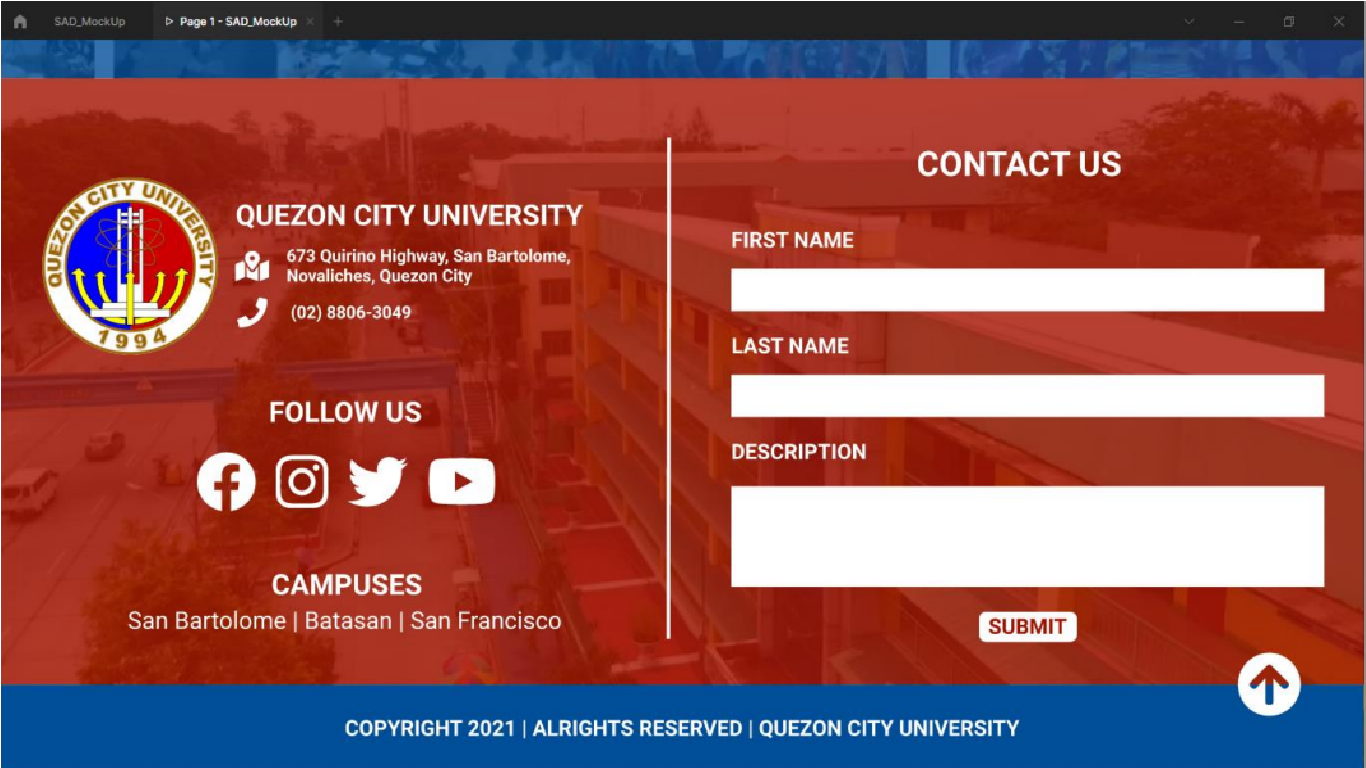 SAD_MockUp
Page 1 - SAD_MockUp
QUEZON CITY UNIVERSITY
1994
QUEZON CITY UNIVERSITY
673 Quirino Highway, San Bartolome,
Novaliches, Quezon City
(02) 8806-3049
FOLLOW US
CAMPUSES
San Bartolome | Batasan | San Francisco
CONTACT US
FIRST NAME
LAST NAME
DESCRIPTION
SUBMIT
COPYRIGHT 2021 | ALRIGHTS RESERVED | QUEZON CITY UNIVERSITY